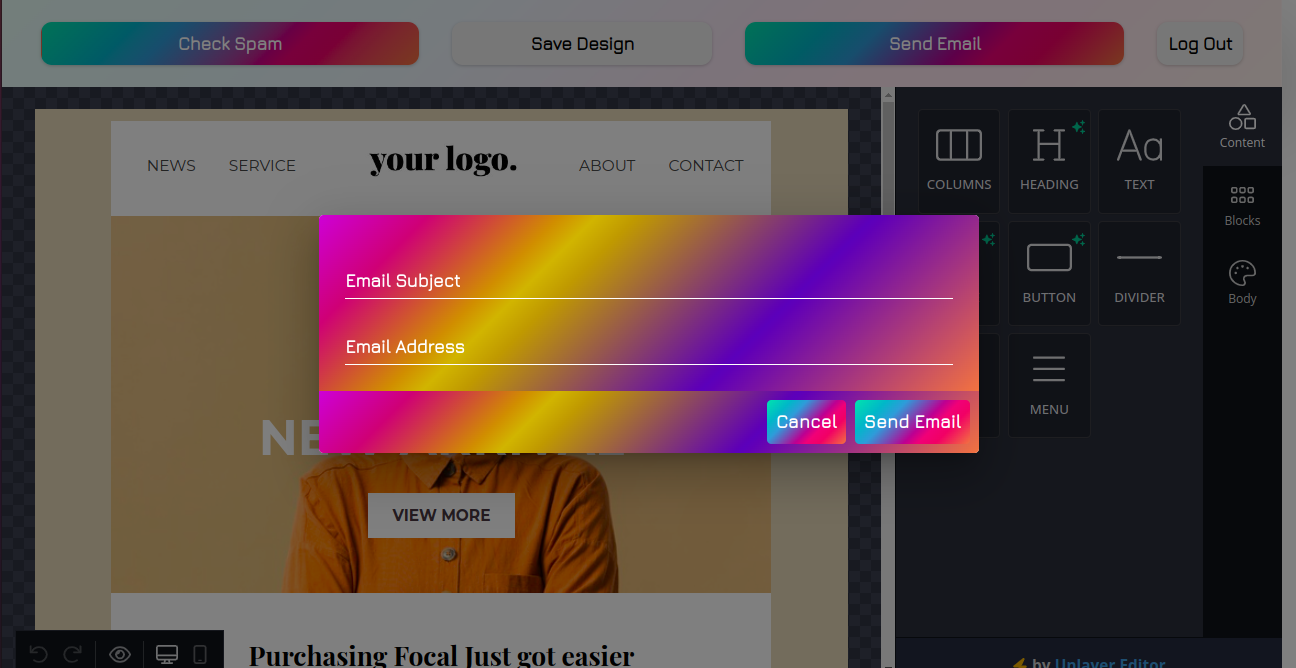 Check Spam
Save Design
Send Email
Log Out
NEWS
SERVICE
your logo.
ABOUT
CONTACT
COLUMNS
HEADING
TEXT
Content
Blocks
Body
BUTTON
DIVIDER
MENU
Email Subject
Email Address
Cancel
Send Email
VIEW MORE
Purchasing Focal Just got easier
by Unlayer Editor